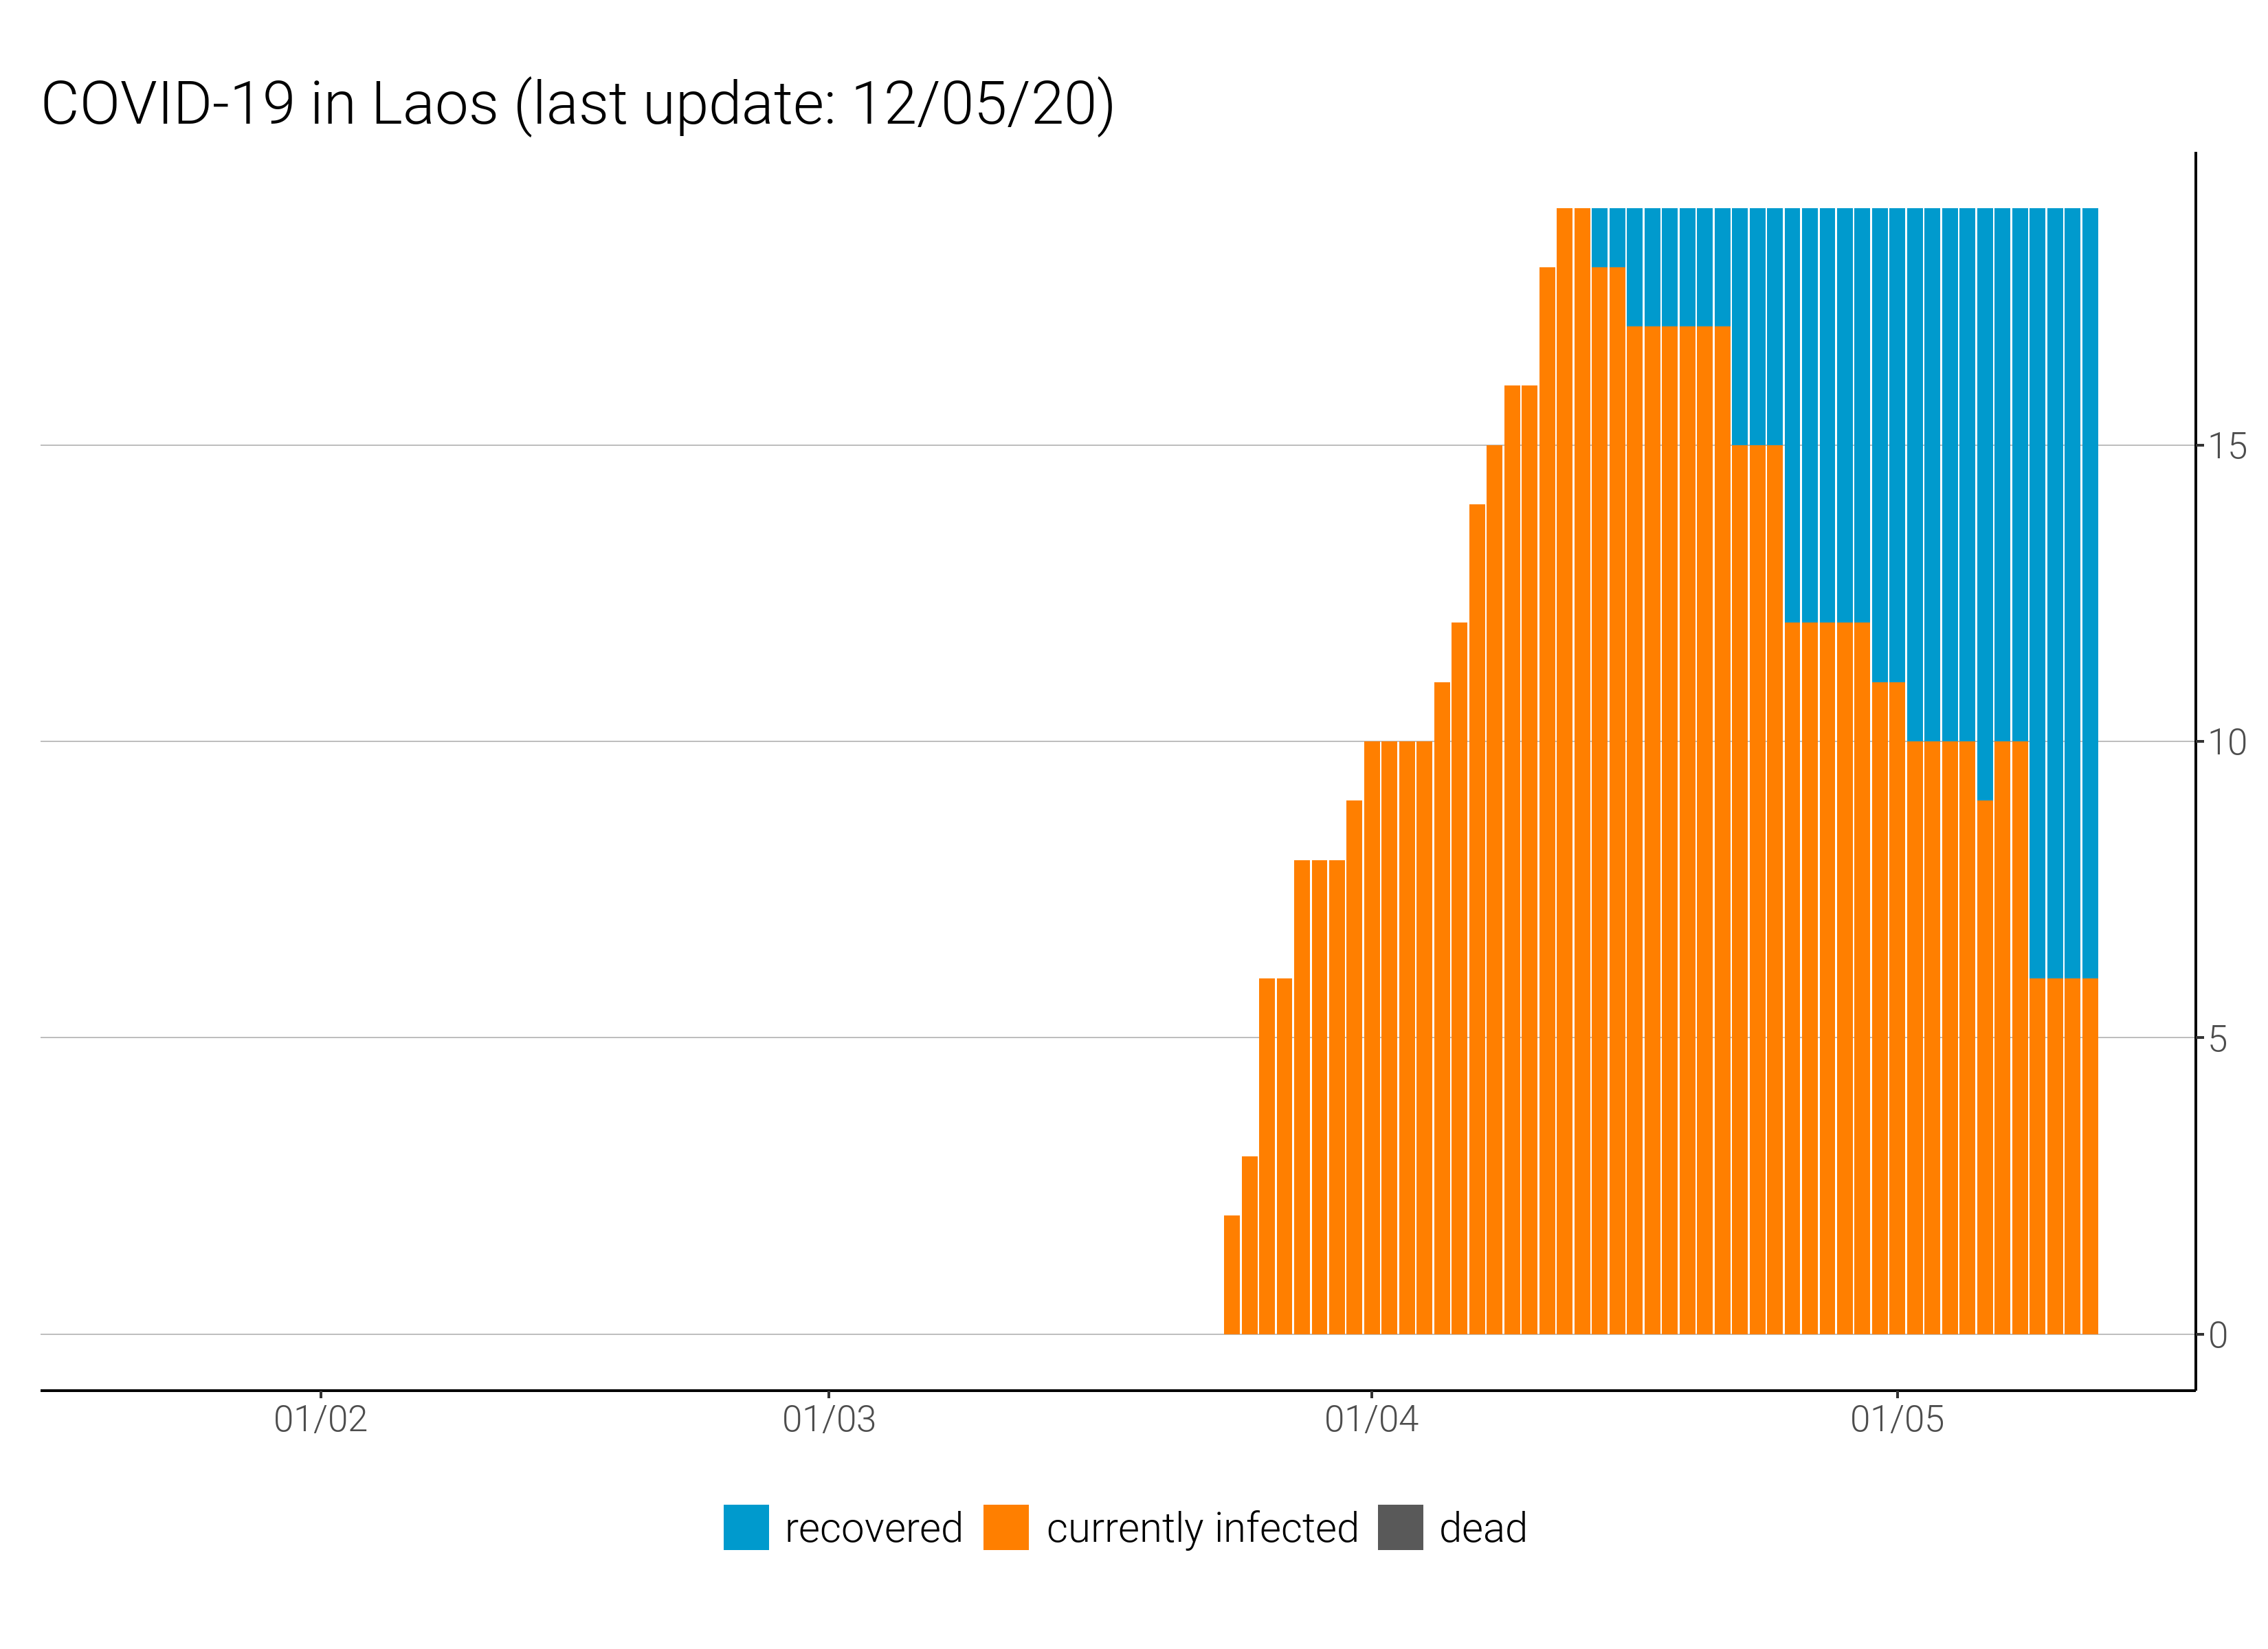 COVID-19 in Laos (last update: 12/05/20)
15
10
5
0
01/02 01/03 01/04 01/05
recovered currently infected dead